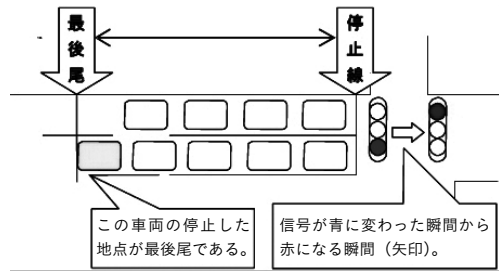 最後尾
停止線
この車両の停止した
地点が最後尾である。
信号が青に変わった瞬間から
赤になる瞬間（矢印）。